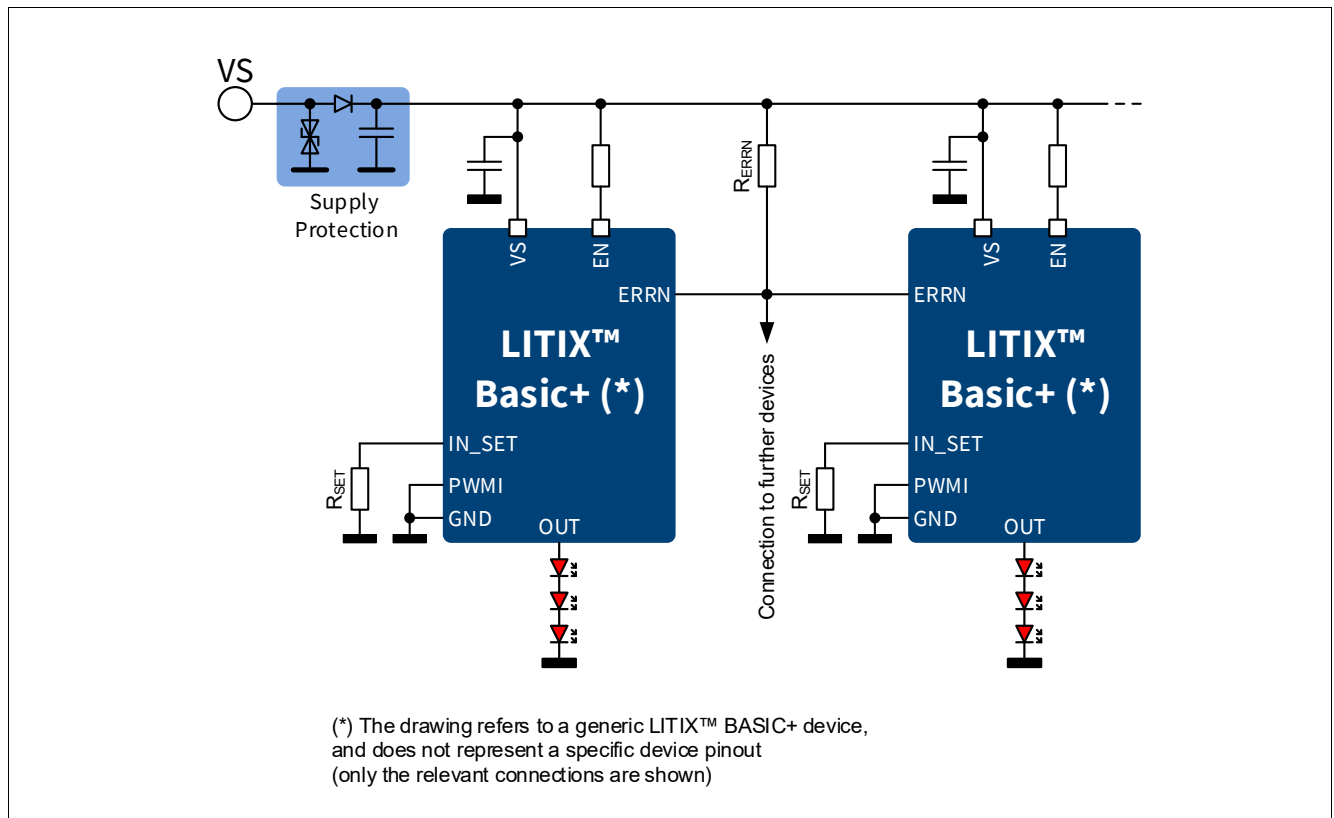 VS
Supply
Protection
VS
EN
ERRN
LITIX™
Basic+ (*)
IN_SET
PWMI
GND
OUT
RSET
RERRN
Connection to further devices
VS
EN
ERRN
LITIX™
Basic+ (*)
IN_SET
PWMI
GND
OUT
RSET
(*) The drawing refers to a generic LITIX™ BASIC+ device,
and does not represent a specific device pinout
(only the relevant connections are shown)